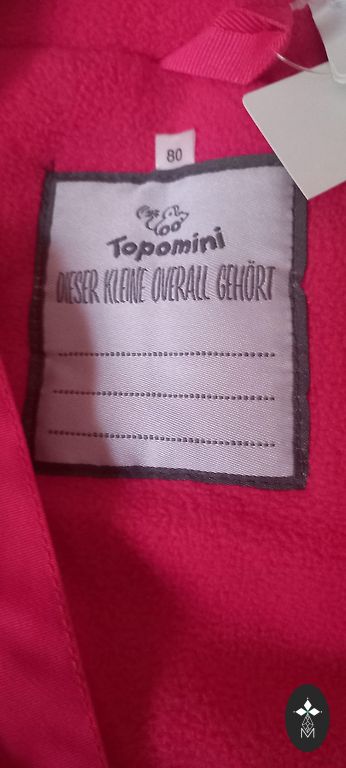 80
Topomini
DIESER KLEINE OVERALL GEHÖRT
M